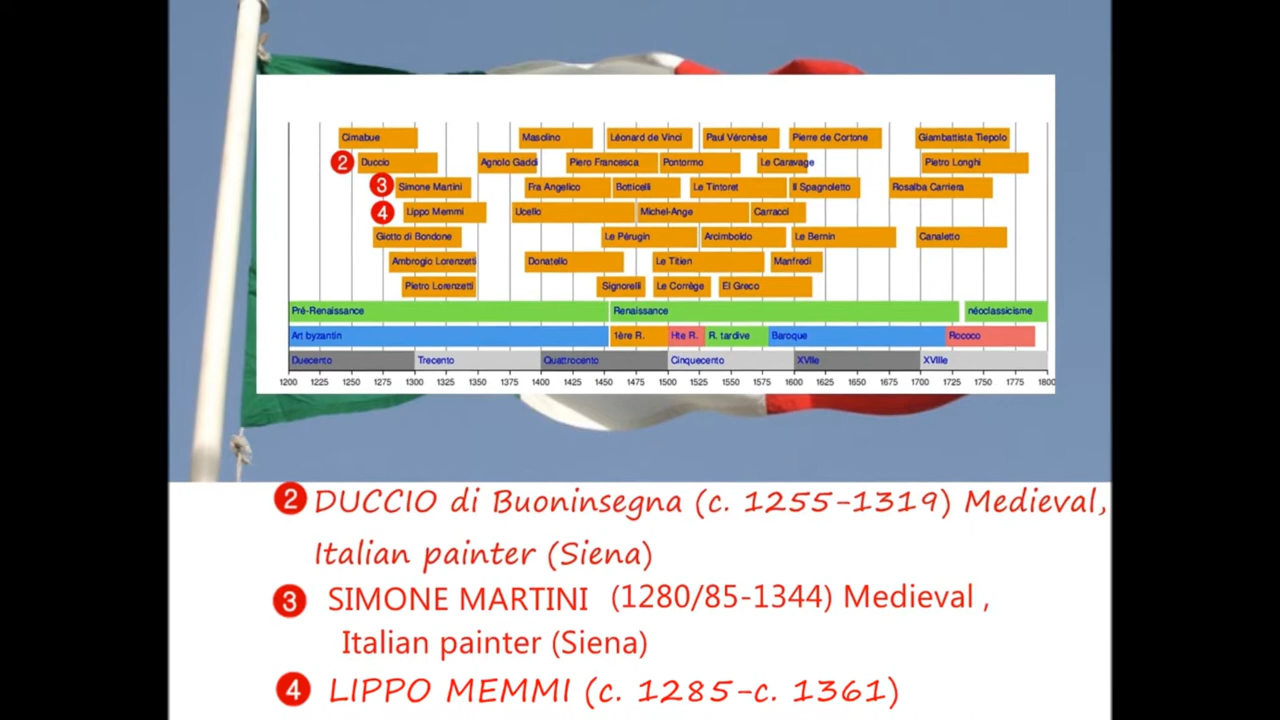 Cimabue Masolino Léonard de Vinci Paul Véronèse Pierre de Cortone Giambattista Tiepolo
2 Duccio Agnolo Gaddi Piero Francesca Pontormo Le Caravage Pietro Longhi
3 Simone Martini Fra Angelico Botticelli Le Tintoret Il Spagnoletto Rosalba Carriera
4 Lippo Memmi Ucello Michel-Ange Carracci
Giotto di Bondone Le Pérugin Arcimboldo Le Bernin Canaletto
Ambrogio Lorenzetti Donatello Le Titien Manfredi
Pietro Lorenzetti Signorelli Le Corrège El Greco
Pré-Renaissance Renaissance néoclassicisme
Art byzantin 1ère R. Hte R. R. tardive Baroque Rococo
Duecento Trecento Quattrocento Cinquecento XVIIe XVIIIe
1200 1225 1250 1275 1300 1325 1350 1375 1400 1425 1450 1475 1500 1525 1550 1575 1600 1625 1650 1675 1700 1725 1750 1775 1800
2 DUCCIO di Buoninsegna (c. 1255-1319) Medieval,
Italian painter (Siena)
3 SIMONE MARTINI (1280/85-1344) Medieval ,
Italian painter (Siena)
4 LIPPO MEMMI (c. 1285-c. 1361)